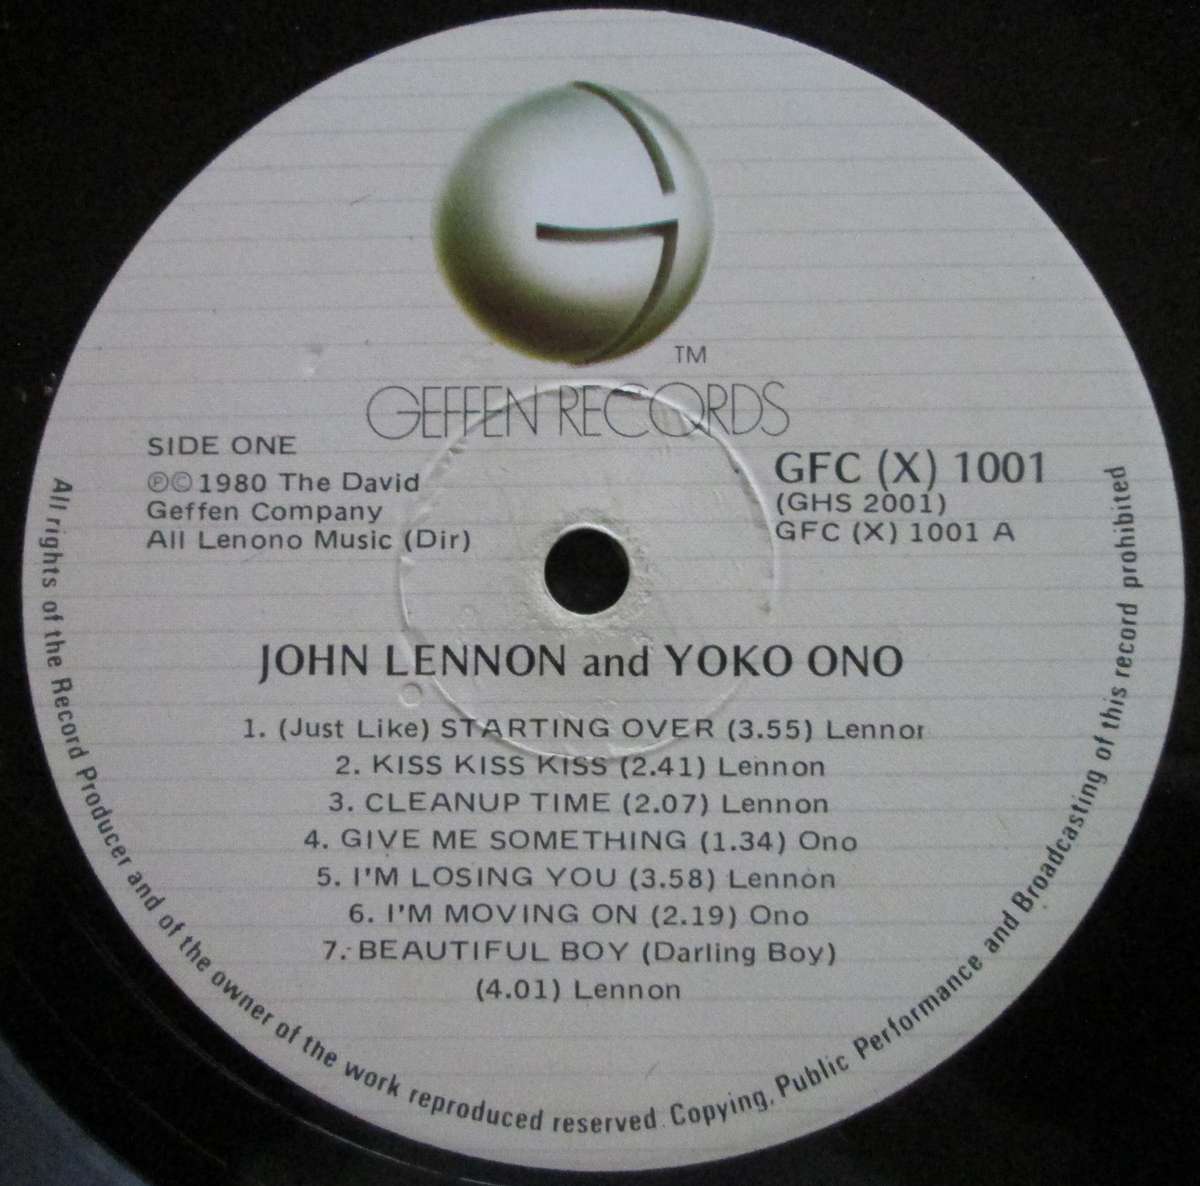 TM
GEFFEN RECORDS
SIDE ONE
Ⓟ©1980 The David
Geffen Company
All Lenono Music (Dir)
GFC (X) 1001
(GHS 2001)
GFC (X) 1001 A
JOHN LENNON and YOKO ONO
1. (Just Like) STARTING OVER (3.55) Lennon
2. KISS KISS KISS (2.41) Lennon
3. CLEANUP TIME (2.07) Lennon
4. GIVE ME SOMETHING (1.34) Ono
5. I'M LOSING YOU (3.58) Lennon
6. I'M MOVING ON (2.19) Ono
7. BEAUTIFUL BOY (Darling Boy)
(4.01) Lennon
All rights of the Record Producer and of the owner of the work reproduced reserved. Copying, Public Performance and Broadcasting of this record prohibited